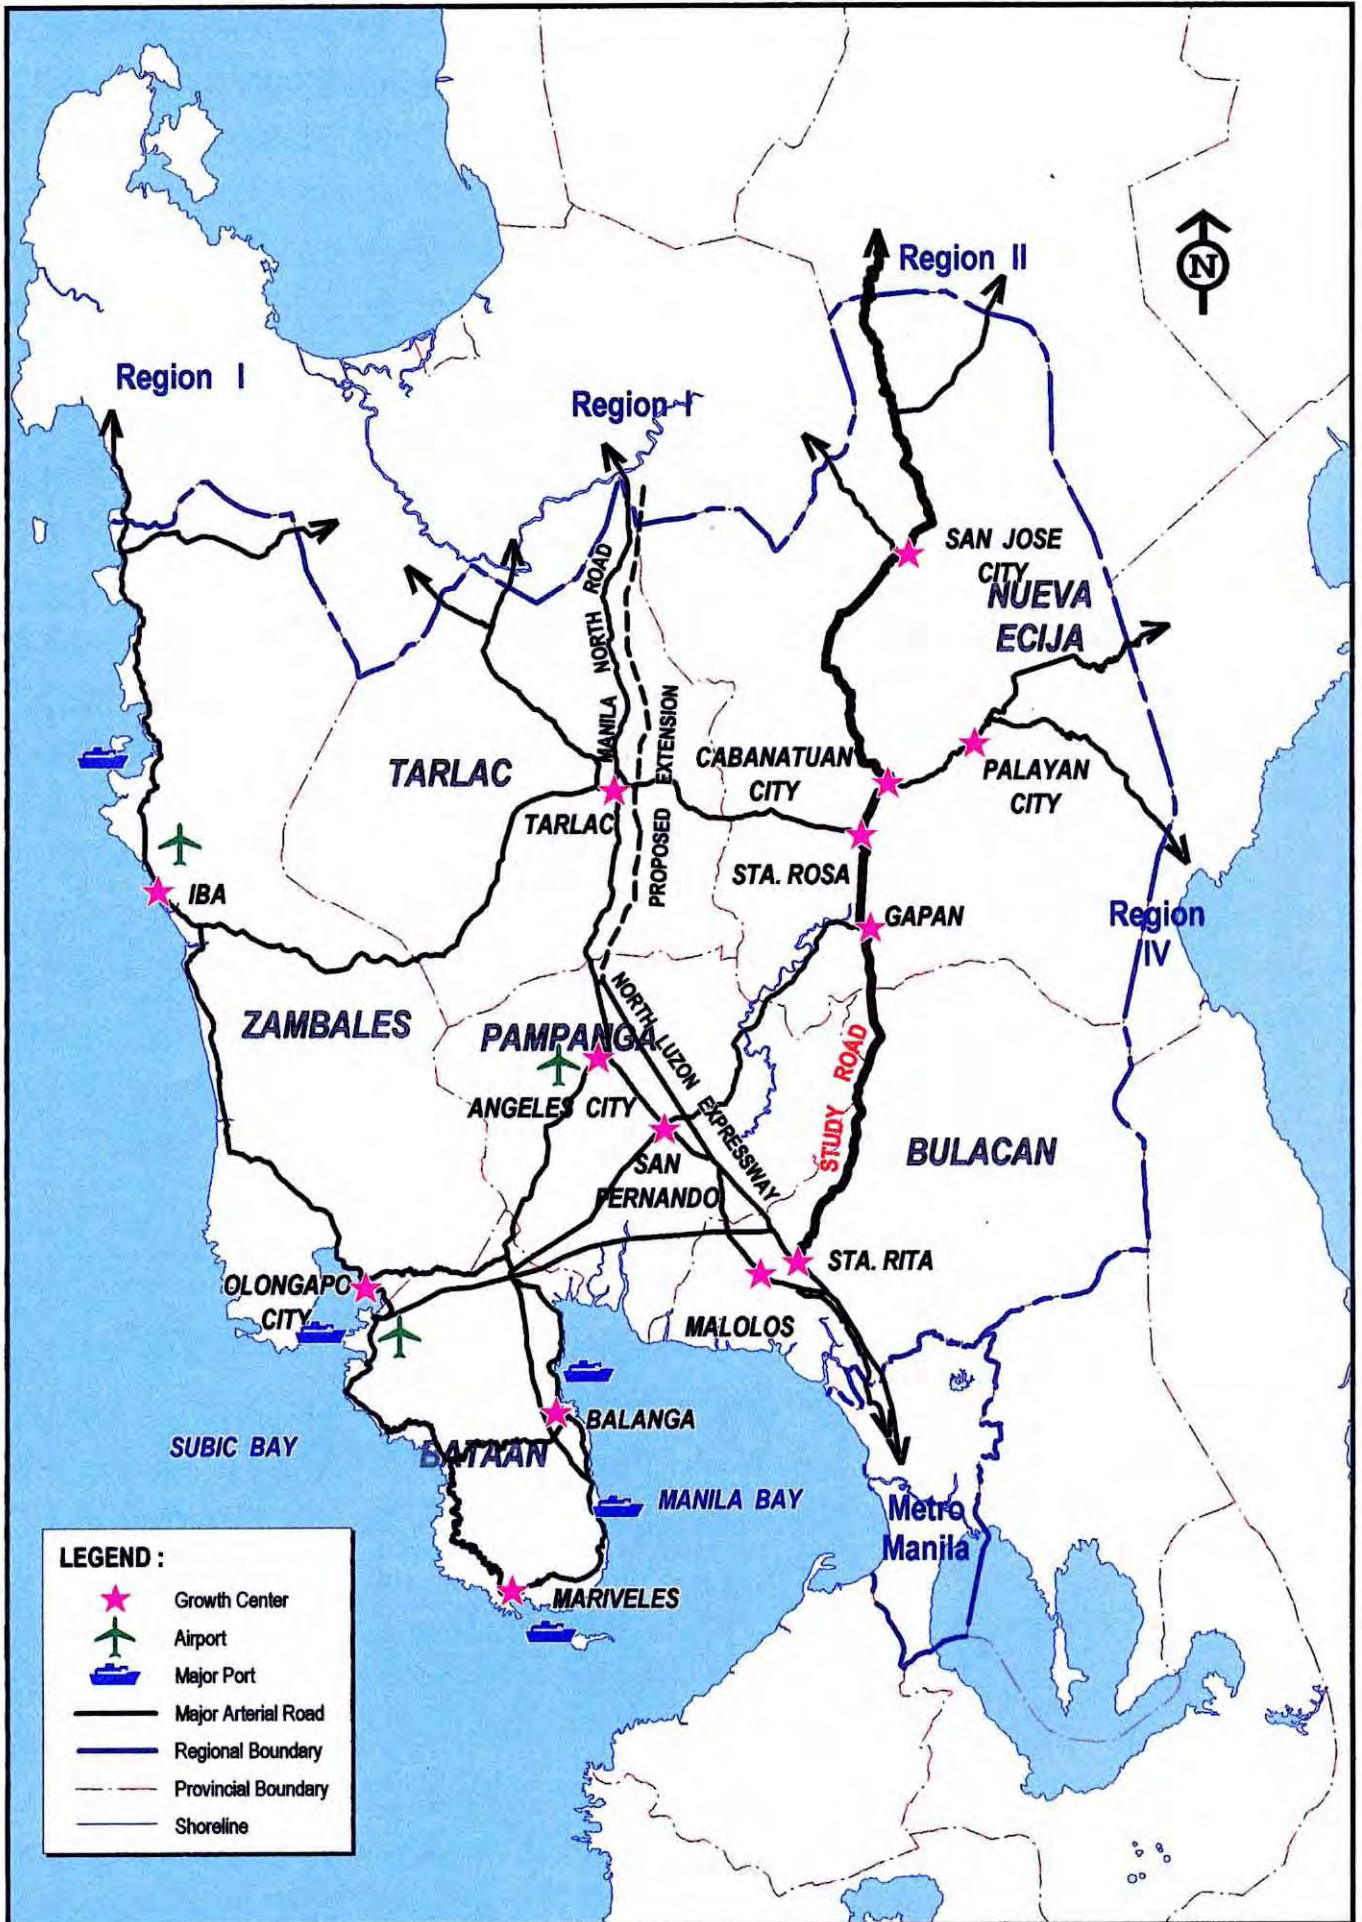 Region II
N
Region I
Region I
SAN JOSE
CITY
NUEVA
ECIJA
MANILA NORTH ROAD
PROPOSED EXTENSION
TARLAC
CABANATUAN
CITY
PALAYAN
CITY
TARLAC
STA. ROSA
IBA
GAPAN
Region
IV
ZAMBALES
PAMPANGA
NORTH LUZON EXPRESSWAY
STUDY ROAD
ANGELES CITY
BULACAN
SAN
FERNANDO
STA. RITA
OLONGAPO
CITY
MALOLOS
BALANGA
SUBIC BAY
BATAAN
MANILA BAY
Metro
Manila
MARIVELES
LEGEND :
Growth Center
Airport
Major Port
Major Arterial Road
Regional Boundary
Provincial Boundary
Shoreline